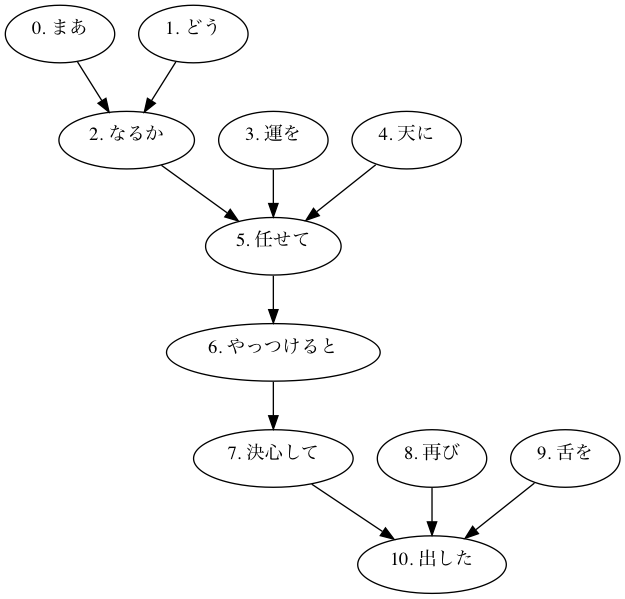 0. まあ
1. どう
2. なるか
3. 運を
4. 天に
5. 任せて
6. やっつけると
7. 決心して
8. 再び
9. 舌を
10. 出した